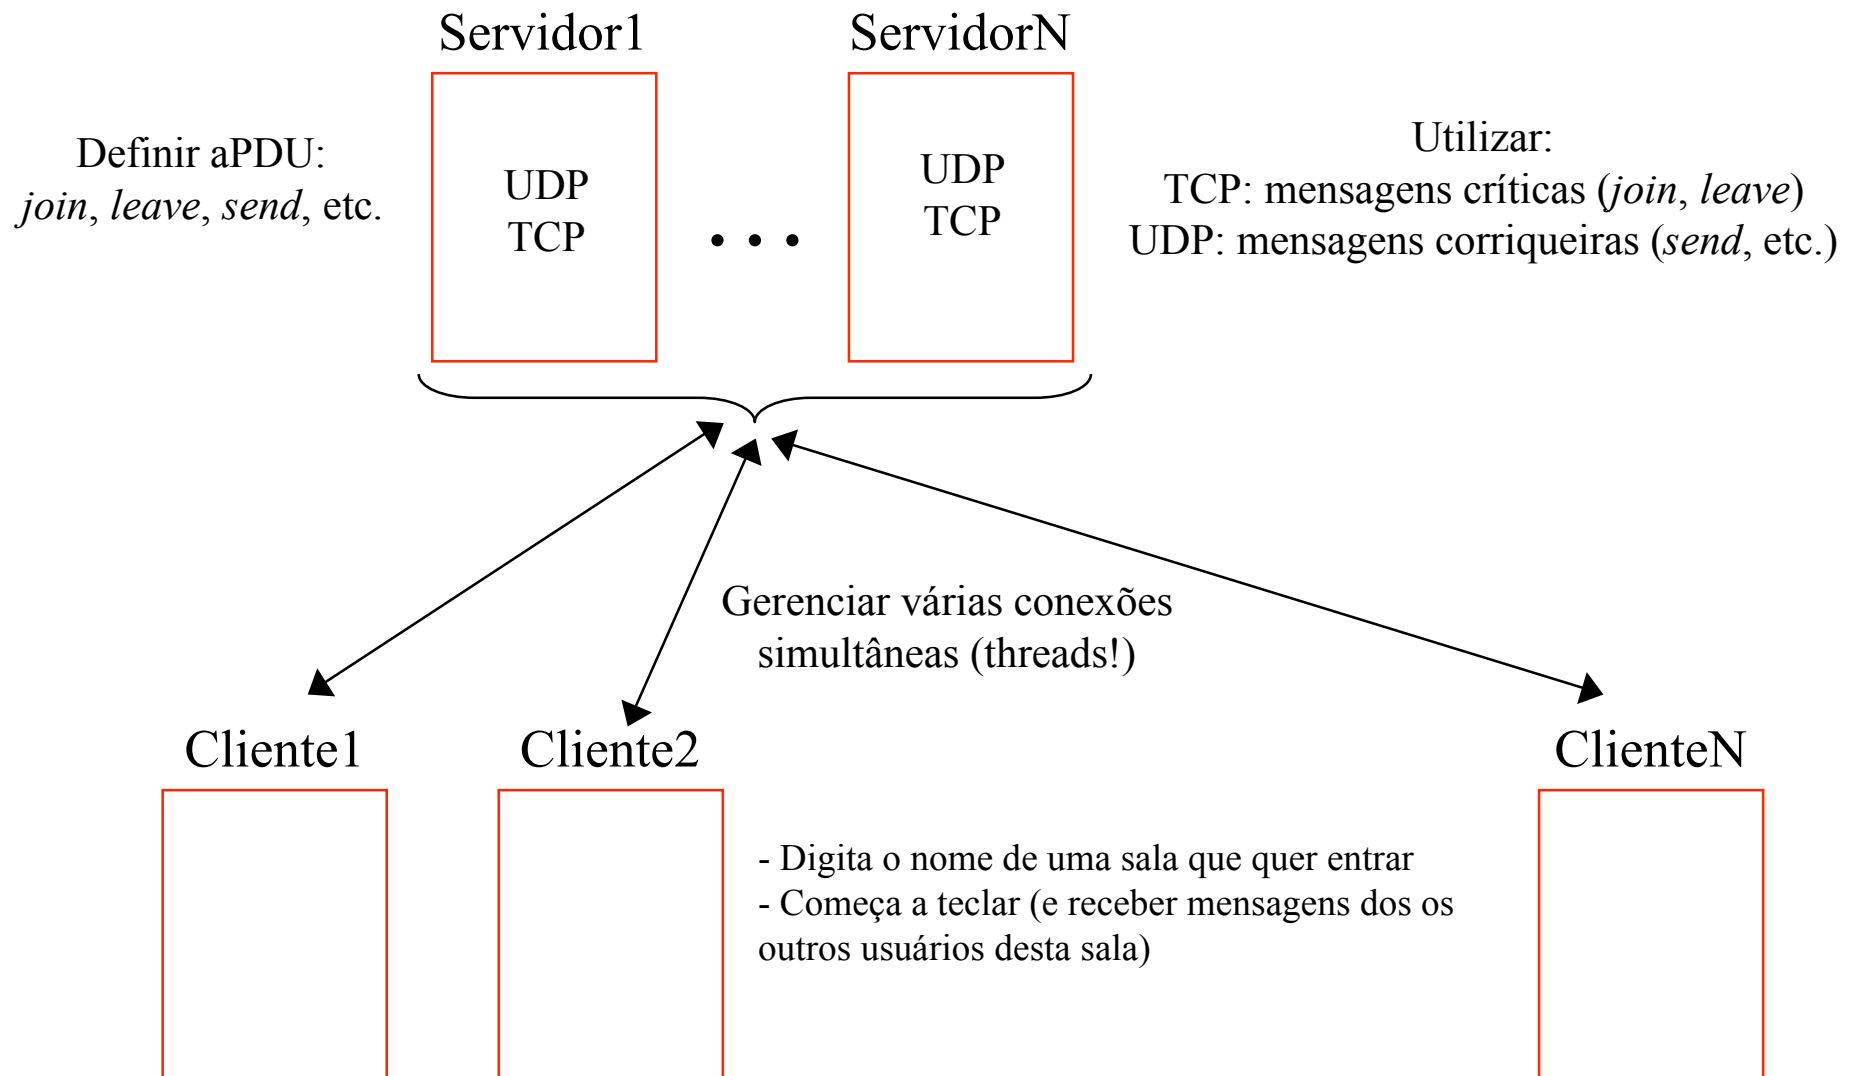 Servidor1
ServidorN
Definir aPDU:
join, leave, send, etc.
UDP
TCP
. . .
UDP
TCP
Utilizar:
TCP: mensagens críticas (join, leave)
UDP: mensagens corriqueiras (send, etc.)
Gerenciar várias conexões
simultâneas (threads!)
Cliente1
Cliente2
ClienteN
- Digita o nome de uma sala que quer entrar
- Começa a teclar (e receber mensagens dos os
outros usuários desta sala)